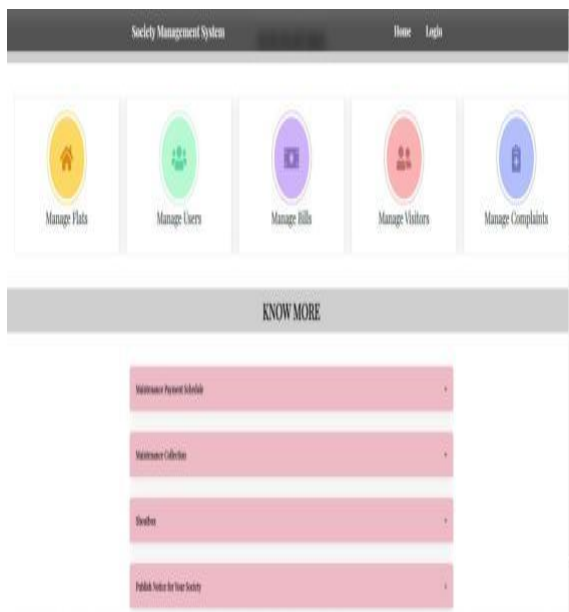 Society Management System
Home Login
Manage Flats
Manage Users
Manage Bills
Manage Visitors
Manage Complaints
KNOW MORE
Maintenance Payment Schedule
Maintenance Collection
Publish Notice for Your Society